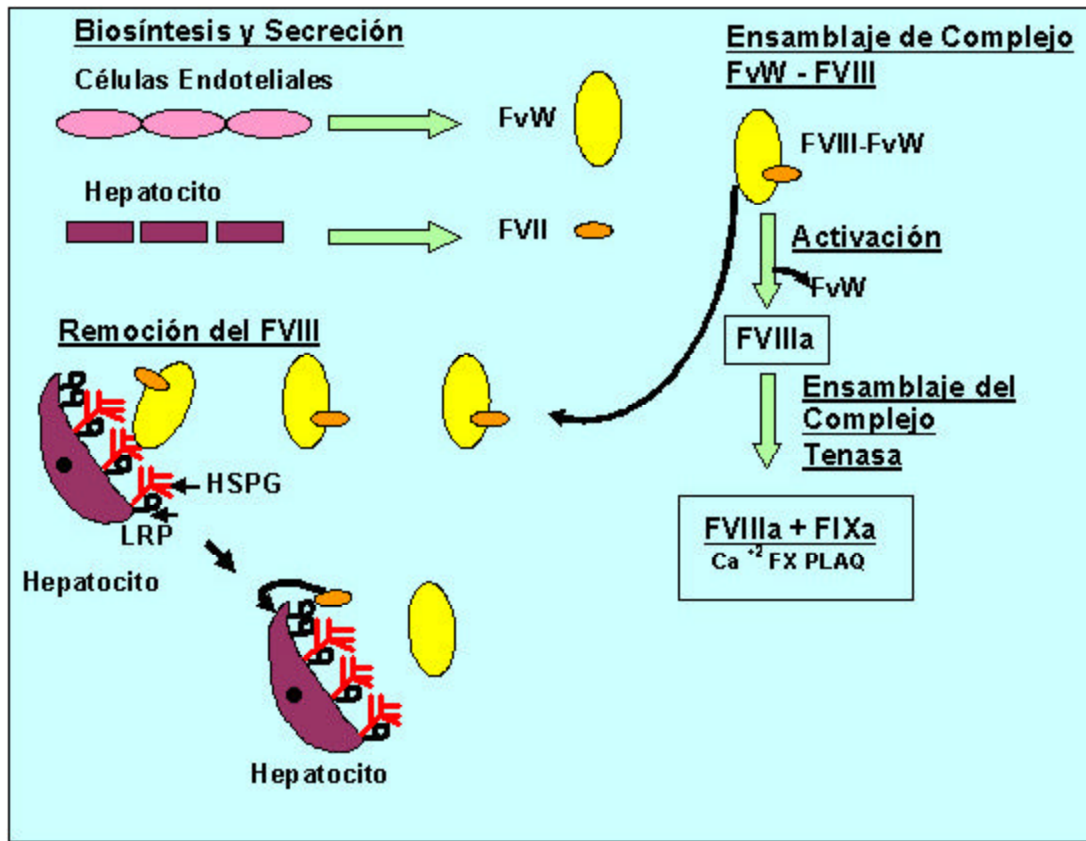 Biosíntesis y Secreción
Células Endoteliales
FvW
Hepatocito
FVII
Ensamblaje de Complejo
FvW - FVIII
FVIII-FvW
Activación
FvW
FVIIIa
Ensamblaje del
Complejo
Tenasa
FVIIIa + FIXa
Ca +2 FX PLAQ
Remoción del FVIII
HSPG
LRP
Hepatocito
Hepatocito